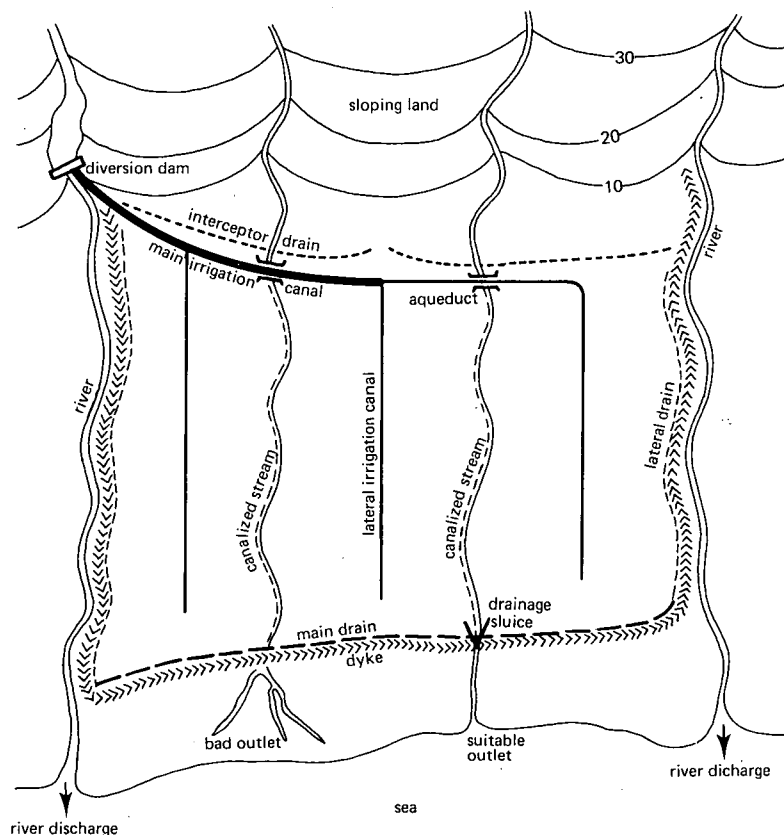 30
sloping land
20
diversion dam
10
interceptor drain
main irrigation canal
river
aqueduct
river
lateral drain
lateral irrigation canal
canalized stream
canalized stream
drainage
sluice
main drain
dyke
bad outlet
suitable
outlet
river dicharge
sea
river discharge